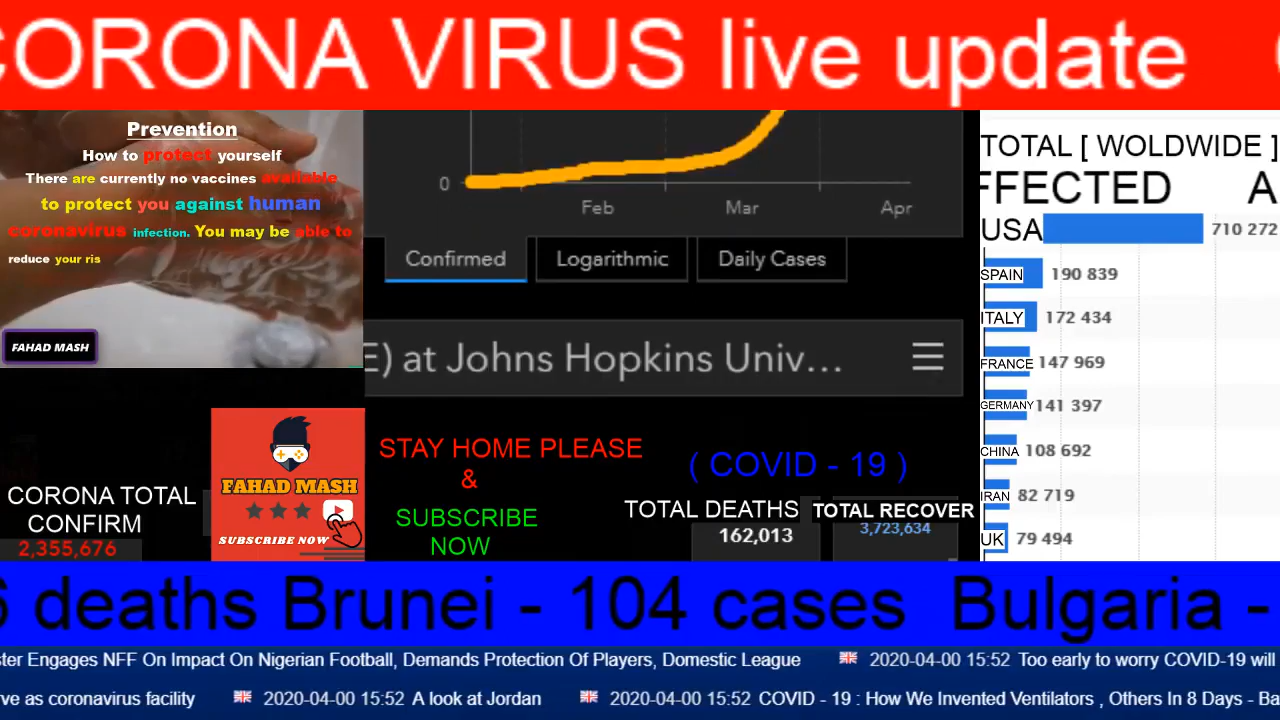 CORONA VIRUS live update
Prevention
How to protect yourself
There are currently no vaccines available
to protect you against human
coronavirus infection. You may be able to
reduce your ris
FAHAD MASH
0
Feb
Mar
Apr
Confirmed
Logarithmic
Daily Cases
E) at Johns Hopkins Univ…
TOTAL [ WOLDWIDE ]
FFECTED A
USA 710 272
SPAIN 190 839
ITALY 172 434
FRANCE 147 969
GERMANY 141 397
CHINA 108 692
IRAN 82 719
UK 79 494
CORONA TOTAL
CONFIRM
2,355,676
FAHAD MASH
SUBSCRIBE NOW
STAY HOME PLEASE
&
SUBSCRIBE
NOW
( COVID - 19 )
TOTAL DEATHS
162,013
TOTAL RECOVER
3,723,634
6 deaths Brunei - 104 cases Bulgaria -
ster Engages NFF On Impact On Nigerian Football, Demands Protection Of Players, Domestic League 2020-04-00 15:52 Too early to worry COVID-19 will
rve as coronavirus facility 2020-04-00 15:52 A look at Jordan 2020-04-00 15:52 COVID - 19 : How We Invented Ventilators , Others In 8 Days - Ba